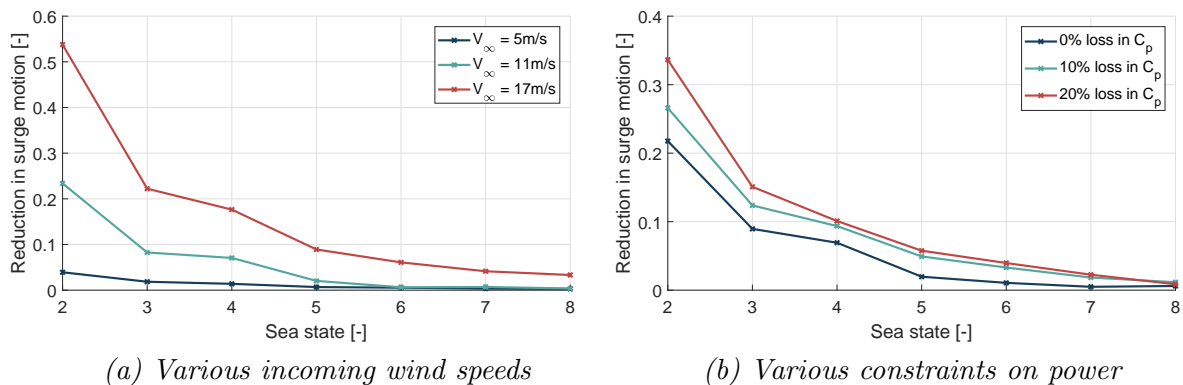 Reduction in surge motion [-]
0.6
0.5
0.4
0.3
0.2
0.1
0
2 3 4 5 6 7 8
Sea state [-]
V∞ = 5m/s
V∞ = 11m/s
V∞ = 17m/s
(a) Various incoming wind speeds
Reduction in surge motion [-]
0.4
0.3
0.2
0.1
0
2 3 4 5 6 7 8
Sea state [-]
0% loss in Cp
10% loss in Cp
20% loss in Cp
(b) Various constraints on power